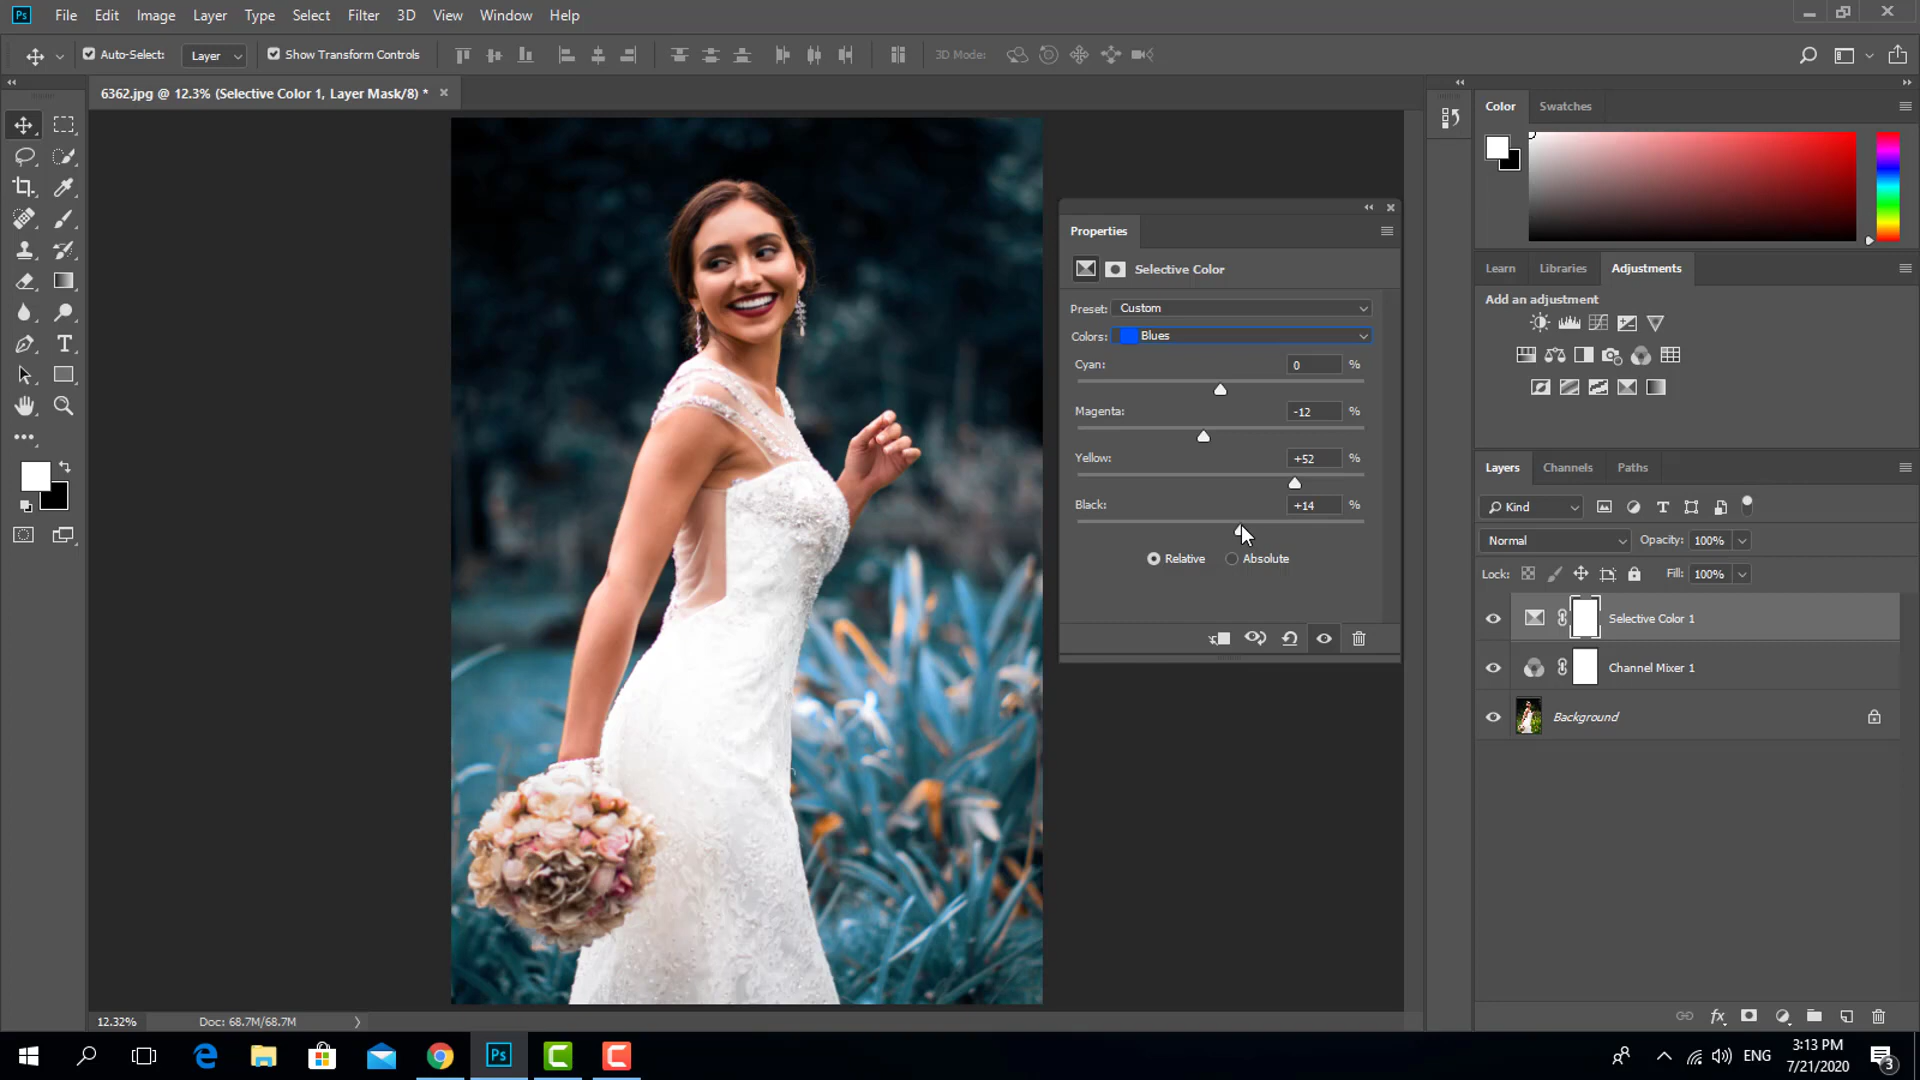 Ps File Edit Image Layer Type Select Filter 3D View Window Help
Auto-Select: Layer Show Transform Controls 3D Mode:
6362.jpg @ 12.3% (Selective Color 1, Layer Mask/8) *
Color Swatches
Properties
Selective Color
Preset: Custom
Colors: Blues
Cyan: 0 %
Magenta: -12 %
Yellow: +52 %
Black: +14 %
Relative Absolute
Learn Libraries Adjustments
Add an adjustment
Layers Channels Paths
Kind
Normal Opacity: 100%
Lock: Fill: 100%
Selective Color 1
Channel Mixer 1
Background
fx
12.32% Doc: 68.7M/68.7M
Ps ENG 3:13 PM
7/21/2020 3